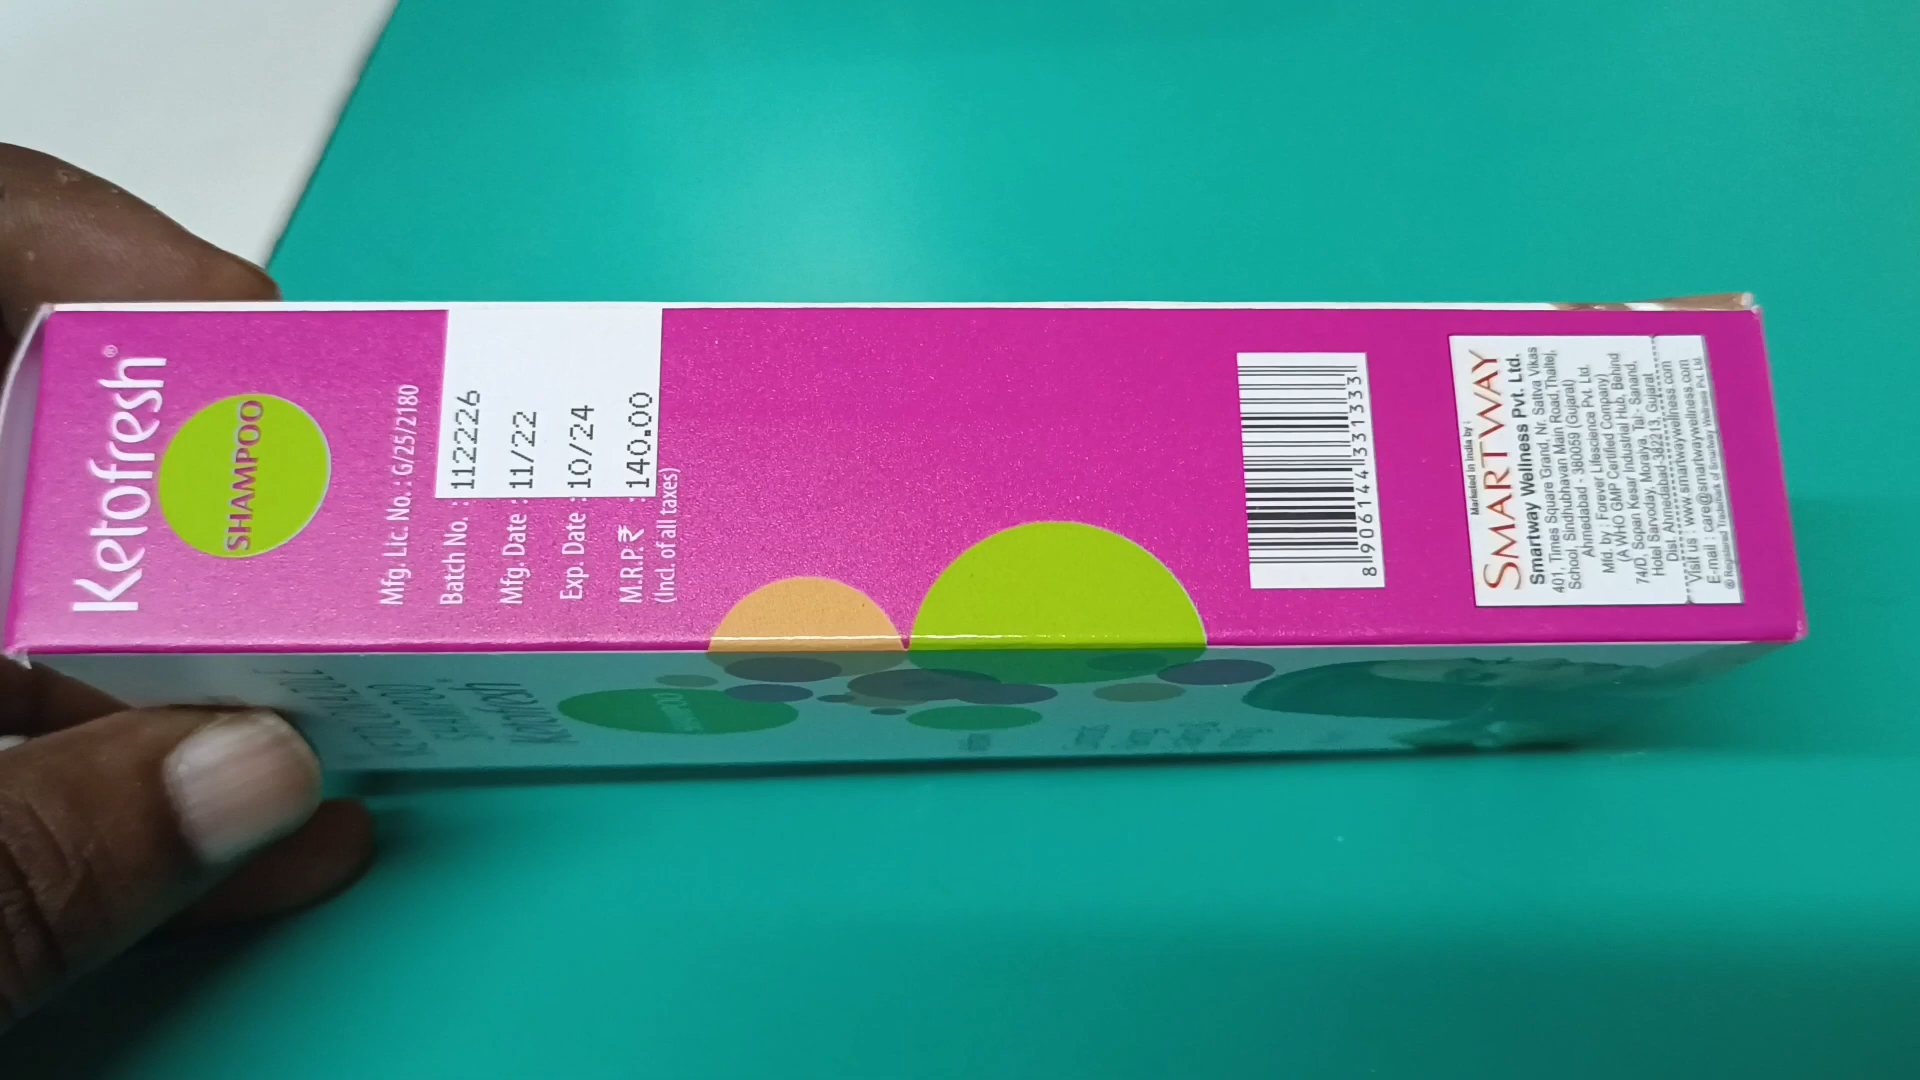 Ketofresh®
SHAMPOO
Mfg. Lic. No. : G/25/2180
Batch No. : 112226
Mfg. Date : 11/22
Exp. Date : 10/24
M.R.P. ₹ : 140.00
(Incl. of all taxes)
8 906144 331333
Marketed in India by :
SMARTWAY
Smartway Wellness Pvt. Ltd.
401, Times Square Grand, Nr. Sattva Vikas
School, Sindhubhavan Main Road, Thaltej,
Ahmedabad - 380059 (Gujarat)
Mfd. by : Forever Lifescience Pvt. Ltd.
(A WHO GMP Certified Company)
74/D, Sopan Kesar Industrial Hub, Behind
Hotel Sarvoday, Moraiya, Tal.- Sanand,
Dist. Ahmedabad-382213, Gujarat
Visit us : www.smartwaywellness.com
E-mail : care@smartwaywellness.com
® Registered Trademark of Smartway Wellness Pvt. Ltd.
Ketofresh
SHAMPOO